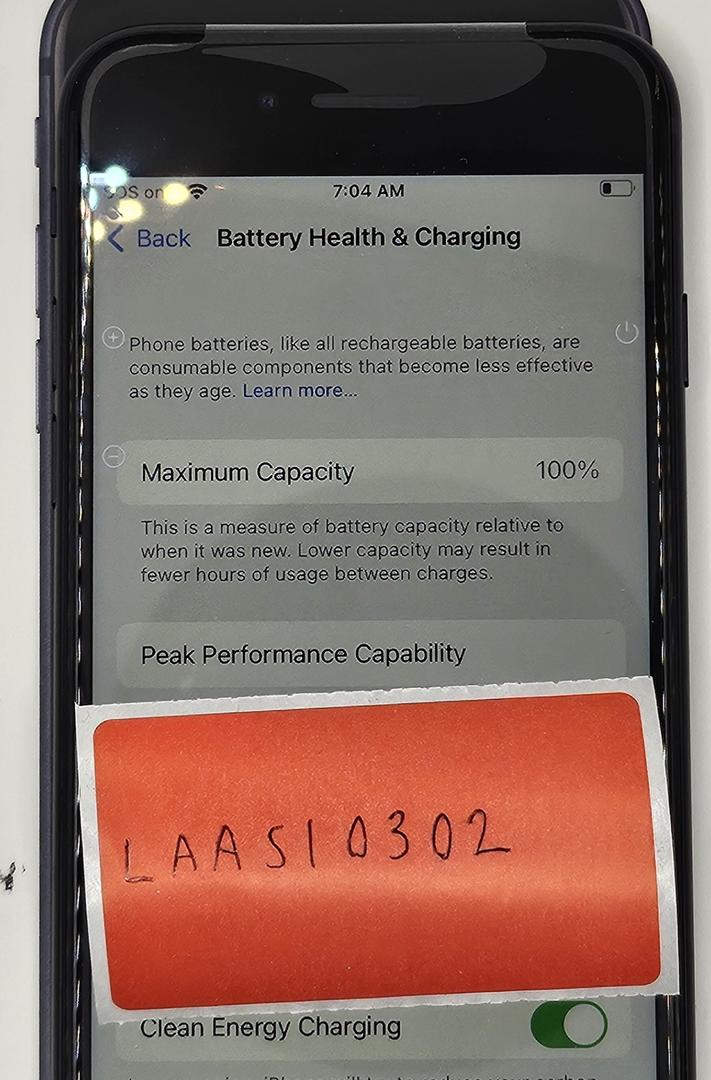 SOS on
7:04 AM
Back Battery Health & Charging
Phone batteries, like all rechargeable batteries, are
consumable components that become less effective
as they age. Learn more...
Maximum Capacity 100%
This is a measure of battery capacity relative to
when it was new. Lower capacity may result in
fewer hours of usage between charges.
Peak Performance Capability
LAAS10302
Clean Energy Charging